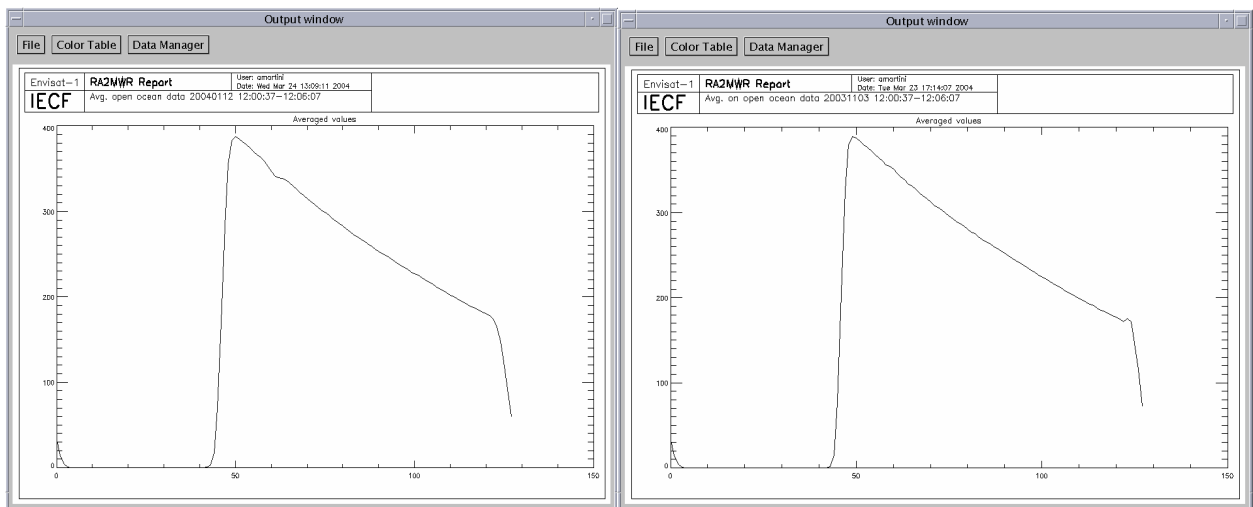 Output window
File Color Table Data Manager
Envisat-1 RA2MWR Report User: amartini
Date: Wed Mar 24 13:09:11 2004
IECF Avg. open ocean data 20040112 12:00:37-12:06:07
Averaged values
400
300
200
100
0
0 50 100 150
Output window
File Color Table Data Manager
Envisat-1 RA2MWR Report User: amartini
Date: Tue Mar 23 17:14:07 2004
IECF Avg. on open ocean data 20031103 12:00:37-12:06:07
Averaged values
400
300
200
100
0
0 50 100 150